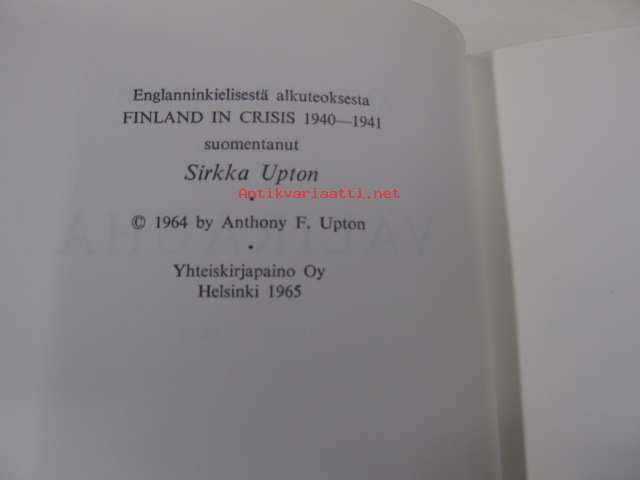 Englanninkielisestä alkuteoksesta
FINLAND IN CRISIS 1940—1941
suomentanut
Sirkka Upton
Antikvariaatti.net
© 1964 by Anthony F. Upton
Yhteiskirjapaino Oy
Helsinki 1965